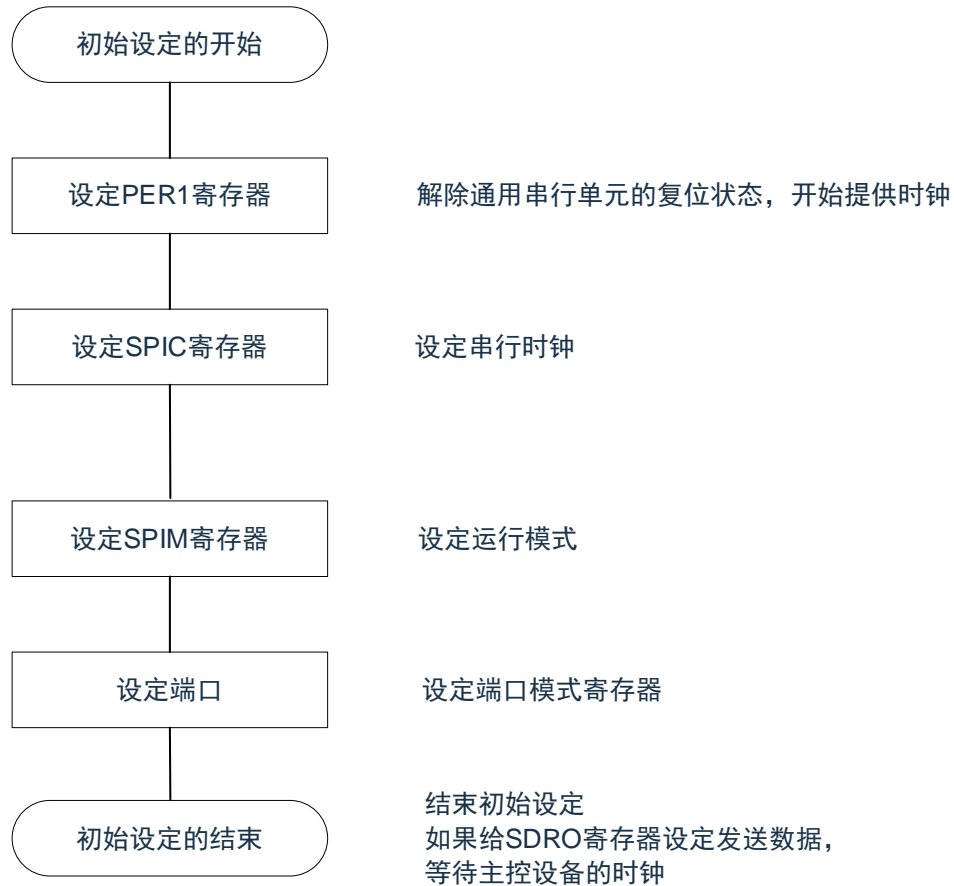 初始设定的开始
设定PER1寄存器
解除通用串行单元的复位状态，开始提供时钟
设定SPIC寄存器
设定串行时钟
设定SPIM寄存器
设定运行模式
设定端口
设定端口模式寄存器
初始设定的结束
结束初始设定
如果给SDRO寄存器设定发送数据，
等待主控设备的时钟